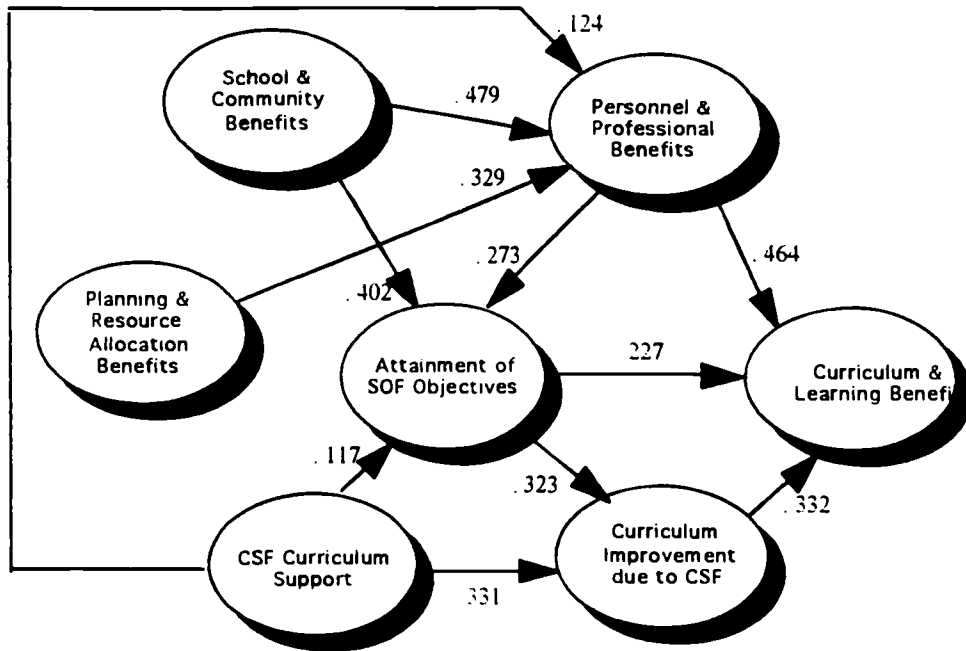 .124
School &
Community
Benefits
.479
Personnel &
Professional
Benefits
.329
.273
.464
Planning &
Resource
Allocation
Benefits
.402
Attainment of
SOF Objectives
227
Curriculum &
Learning Benefi
.117
.323
.332
CSF Curriculum
Support
.331
Curriculum
Improvement
due to CSF